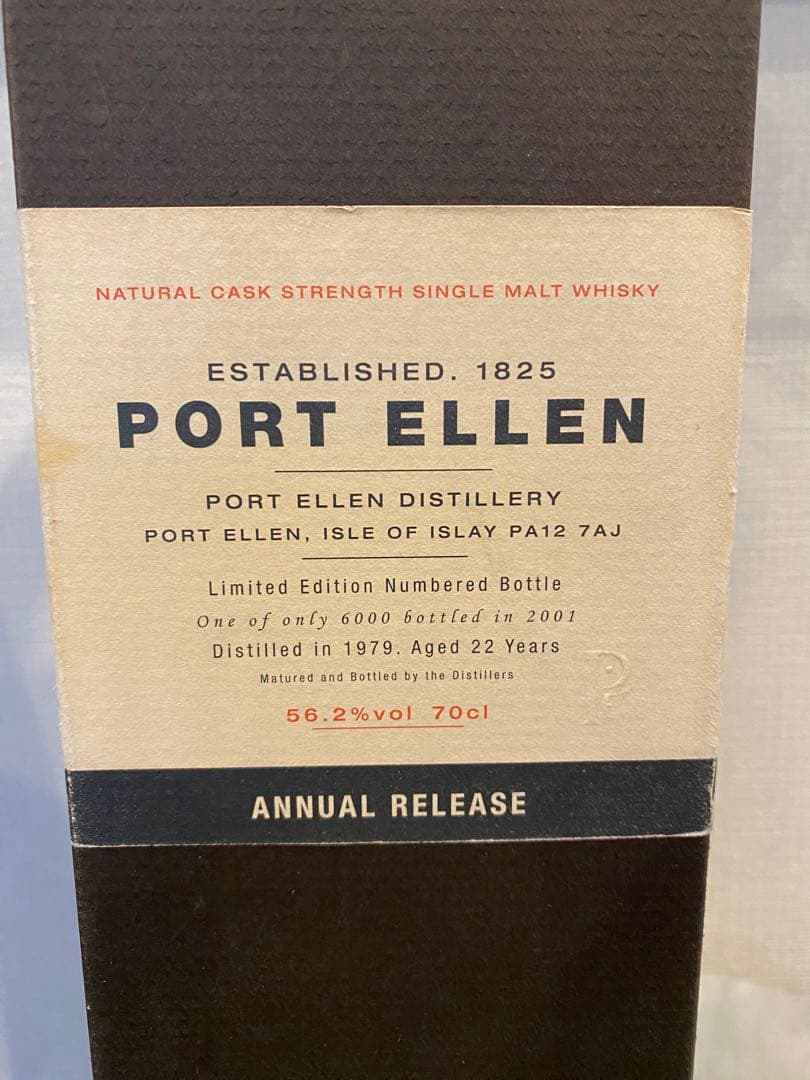 NATURAL CASK STRENGTH SINGLE MALT WHISKY
ESTABLISHED. 1825
PORT ELLEN
PORT ELLEN DISTILLERY
PORT ELLEN, ISLE OF ISLAY PA12 7AJ
Limited Edition Numbered Bottle
One of only 6000 bottled in 2001
Distilled in 1979. Aged 22 Years
Matured and Bottled by the Distillers
56.2%vol 70cl
ANNUAL RELEASE